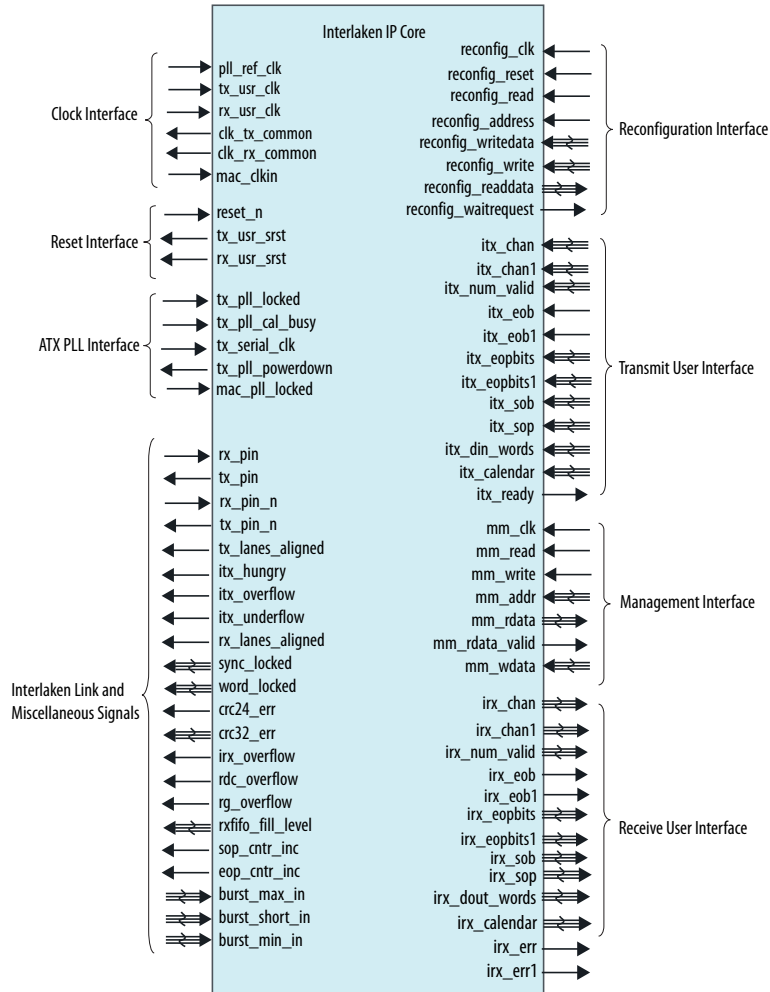 Interlaken IP Core
Clock Interface
pll_ref_clk
tx_usr_clk
rx_usr_clk
clk_tx_common
clk_rx_common
mac_clkin
Reset Interface
reset_n
tx_usr_srst
rx_usr_srst
ATX PLL Interface
tx_pll_locked
tx_pll_cal_busy
tx_serial_clk
tx_pll_powerdown
mac_pll_locked
Interlaken Link and
Miscellaneous Signals
rx_pin
tx_pin
rx_pin_n
tx_pin_n
tx_lanes_aligned
itx_hungry
itx_overflow
itx_underflow
rx_lanes_aligned
sync_locked
word_locked
crc24_err
crc32_err
irx_overflow
rdc_overflow
rg_overflow
rxfifo_fill_level
sop_cntr_inc
eop_cntr_inc
burst_max_in
burst_short_in
burst_min_in
reconfig_clk
reconfig_reset
reconfig_read
reconfig_address
reconfig_writedata
reconfig_write
reconfig_readdata
reconfig_waitrequest
Reconfiguration Interface
itx_chan
itx_chan1
itx_num_valid
itx_eob
itx_eob1
itx_eopbits
itx_eopbits1
itx_sob
itx_sop
itx_din_words
itx_calendar
itx_ready
Transmit User Interface
mm_clk
mm_read
mm_write
mm_addr
mm_rdata
mm_rdata_valid
mm_wdata
Management Interface
irx_chan
irx_chan1
irx_num_valid
irx_eob
irx_eob1
irx_eopbits
irx_eopbits1
irx_sob
irx_sop
irx_dout_words
irx_calendar
irx_err
irx_err1
Receive User Interface